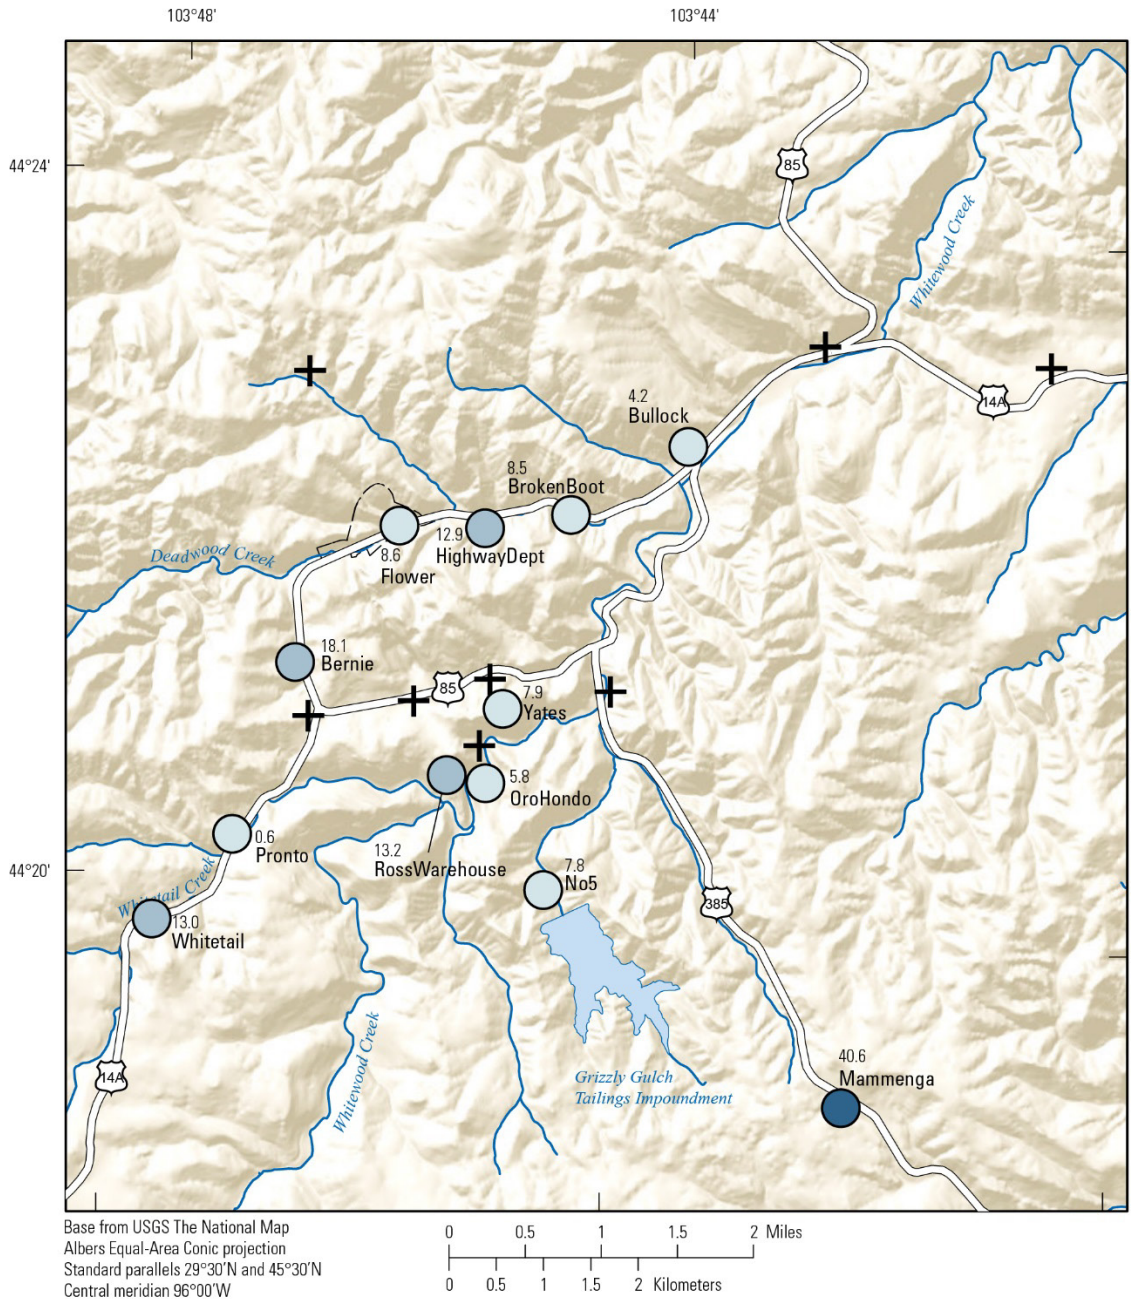 103°48'
103°44'
44°24'
85
Whitewood Creek
14A
4.2
Bullock
8.5
BrokenBoot
12.9
HighwayDept
8.6
Flower
Deadwood Creek
18.1
Bernie
85
7.9
Yates
5.8
OroHondo
13.2
RossWarehouse
0.6
Pronto
44°20'
7.8
No5
Whitetail Creek
385
13.0
Whitetail
Whitewood Creek
14A
40.6
Mammenga
Grizzly Gulch
Tailings Impoundment
Base from USGS The National Map
Albers Equal-Area Conic projection
Standard parallels 29°30'N and 45°30'N
Central meridian 96°00'W
0 0.5 1 1.5 2 Miles
0 0.5 1 1.5 2 Kilometers